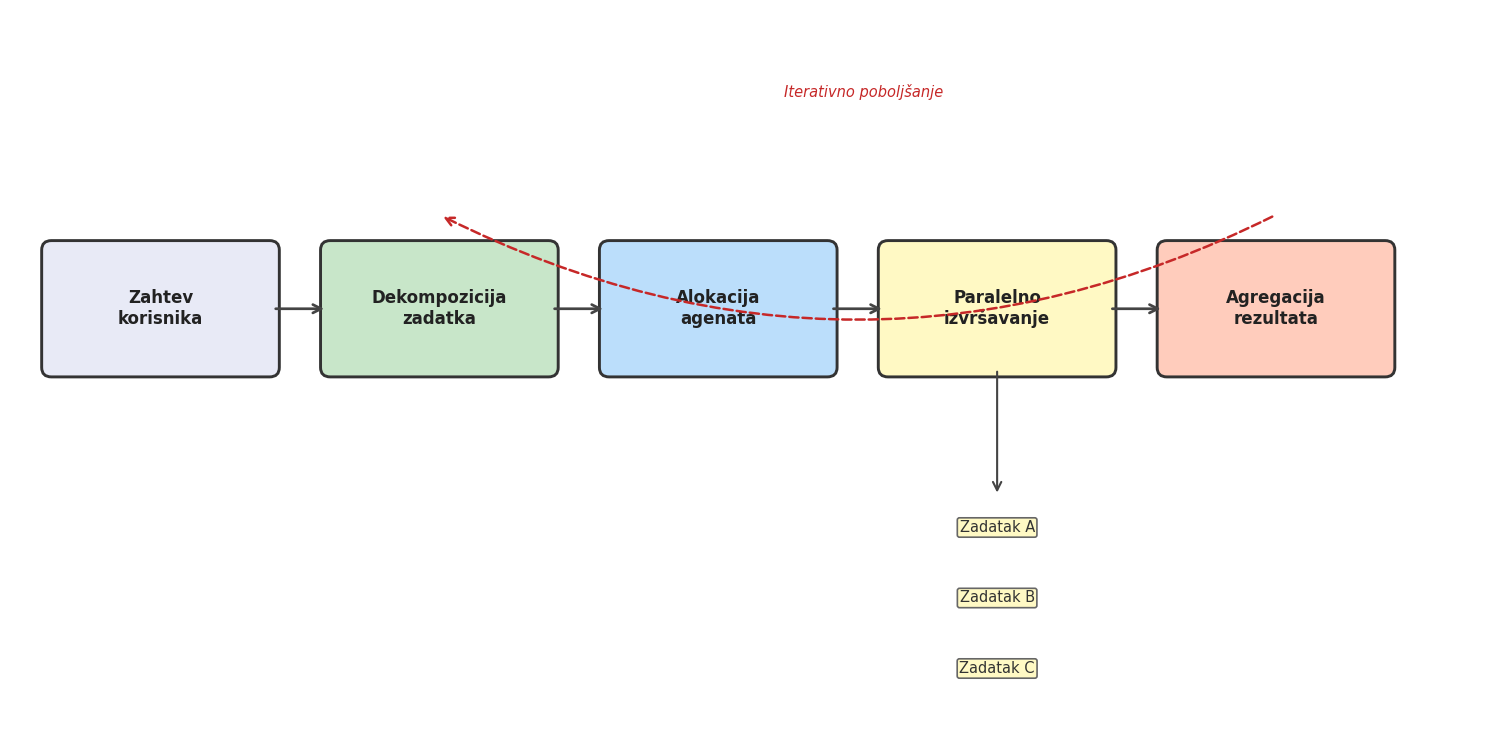 Iterativno poboljšanje
Zahtev
korisnika
Dekompozicija
zadatka
Alokacija
agenata
Paralelno
izvršavanje
Agregacija
rezultata
Zadatak A
Zadatak B
Zadatak C